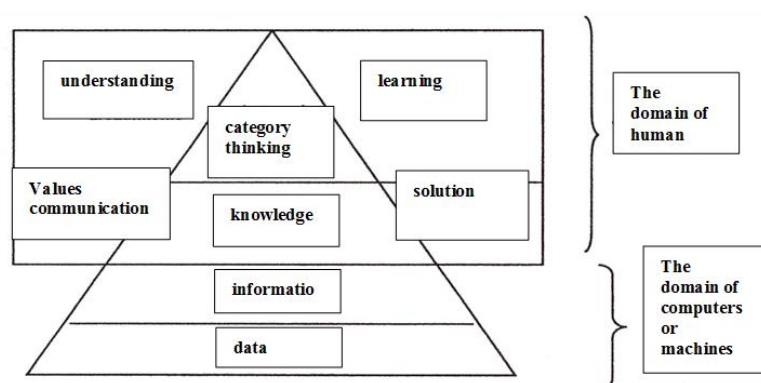 understanding
learning
The
domain of
human
category
thinking
Values
communication
solution
knowledge
The
domain of
computers
or
machines
informatio
data